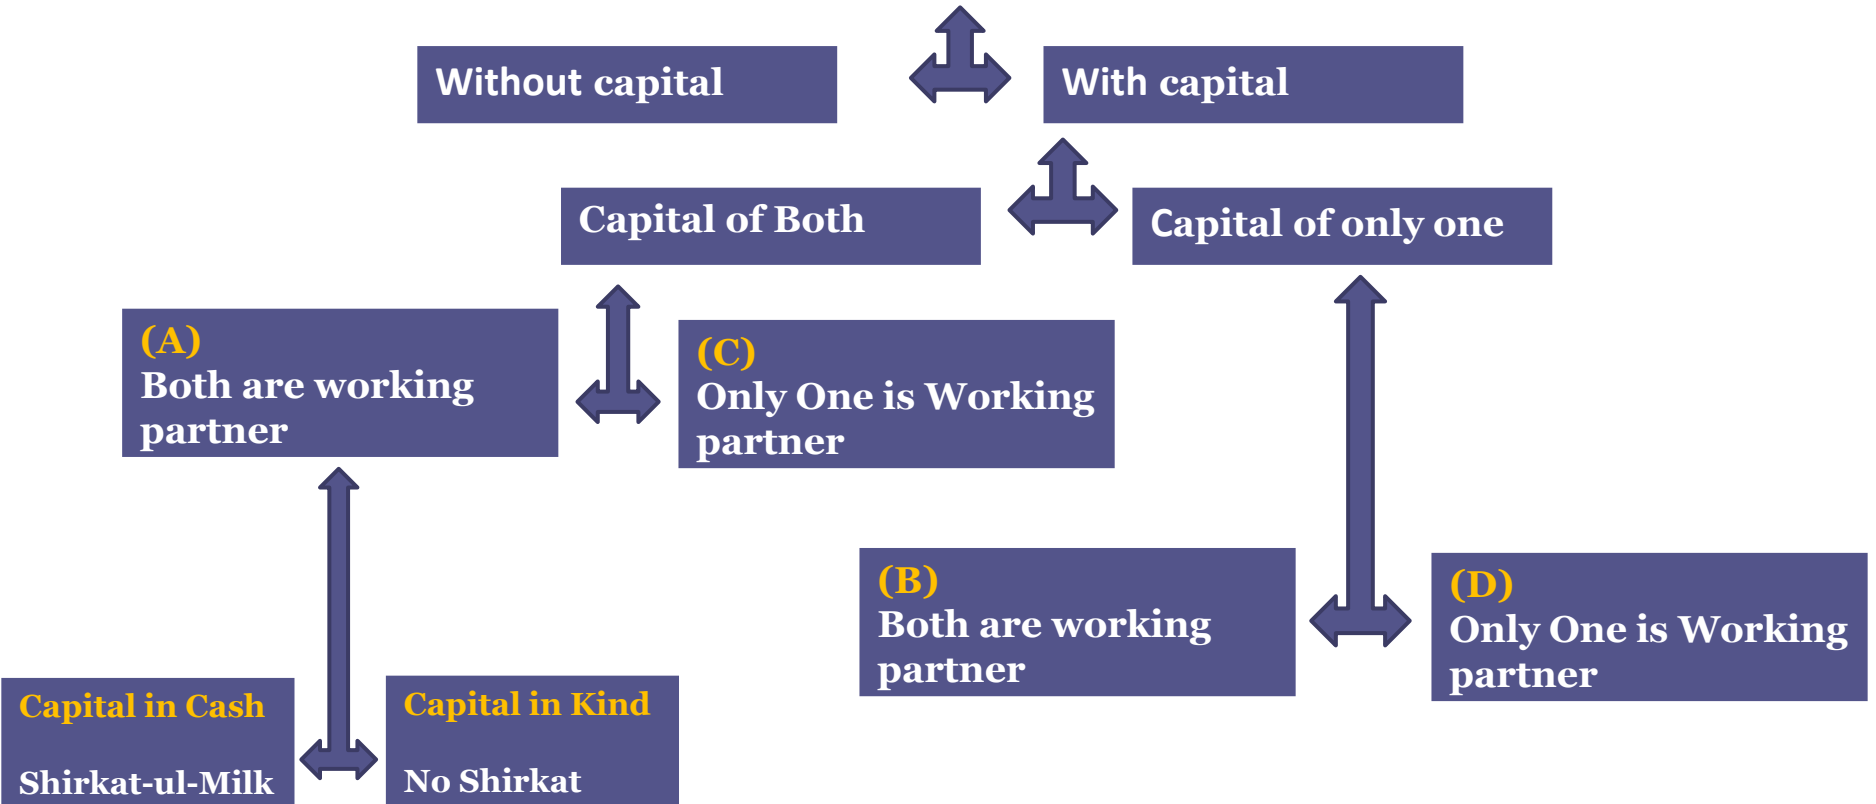 Without capital
With capital
Capital of Both
Capital of only one
(A)
Both are working
partner
(C)
Only One is Working
partner
(B)
Both are working
partner
(D)
Only One is Working
partner
Capital in Cash
Shirkat-ul-Milk
Capital in Kind
No Shirkat